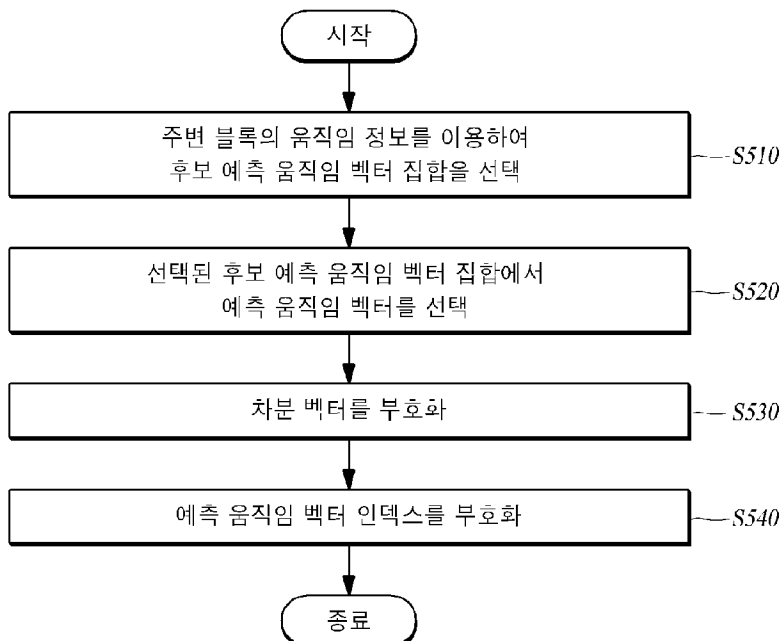 시작
주변 블록의 움직임 정보를 이용하여
후보 예측 움직임 벡터 집합을 선택
S510
선택된 후보 예측 움직임 벡터 집합에서
예측 움직임 벡터를 선택
S520
차분 벡터를 부호화
S530
예측 움직임 벡터 인덱스를 부호화
S540
종료